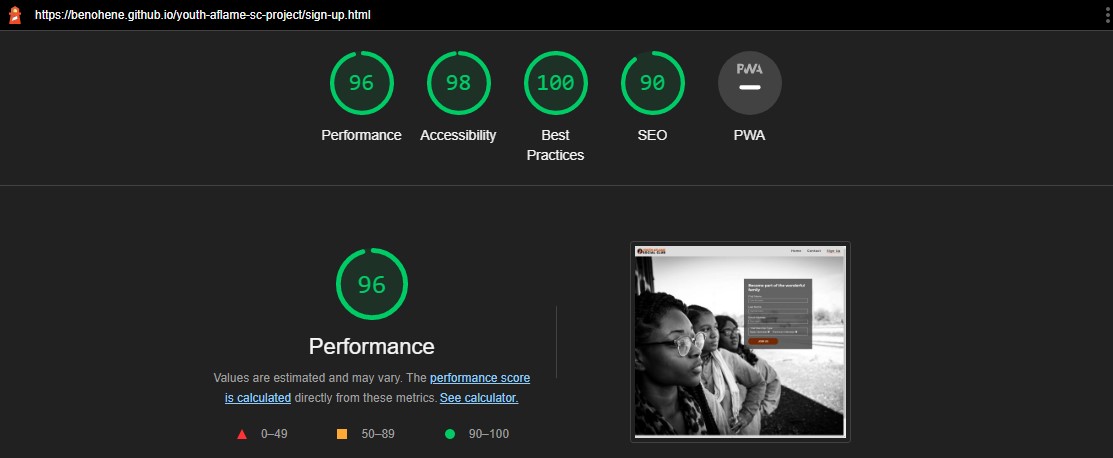 https://benohene.github.io/youth-aflame-sc-project/sign-up.html
96
98
100
90
PWA
Performance
Accessibility
Best
Practices
SEO
PWA
96
Performance
Values are estimated and may vary. The performance score
is calculated directly from these metrics. See calculator.
0–49
50–89
90–100
Home Contact Sign Up
Become part of the wonderful
family